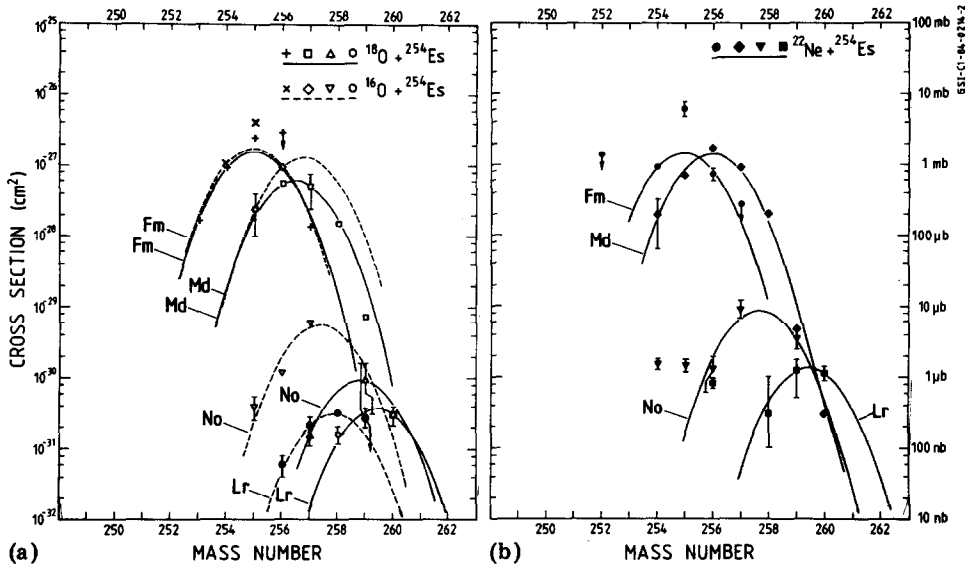 250 252 254 256 258 260 262
10⁻²⁵
10⁻²⁶
10⁻²⁷
10⁻²⁸
10⁻²⁹
10⁻³⁰
10⁻³¹
10⁻³²
CROSS SECTION (cm²)
¹⁸O + ²⁵⁴Es
¹⁶O + ²⁵⁴Es
Fm
Fm
Md
Md
No
No
Lr
Lr
250 252 254 256 258 260 262
(a) MASS NUMBER
250 252 254 256 258 260 262
²²Ne + ²⁵⁴Es
100 mb
10 mb
1 mb
100 µb
10 µb
1 µb
100 nb
10 nb
Fm
Md
No
Lr
250 252 254 256 258 260 262
(b) MASS NUMBER